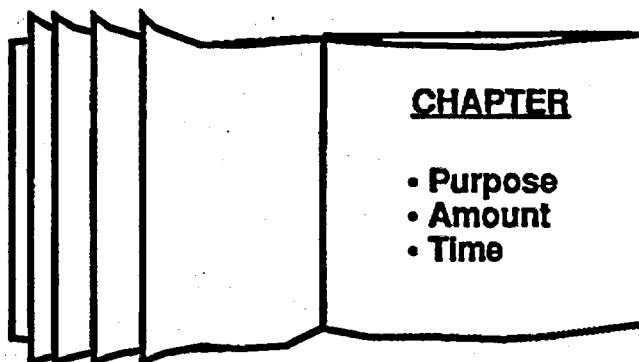 CHAPTER
• Purpose
• Amount
• Time